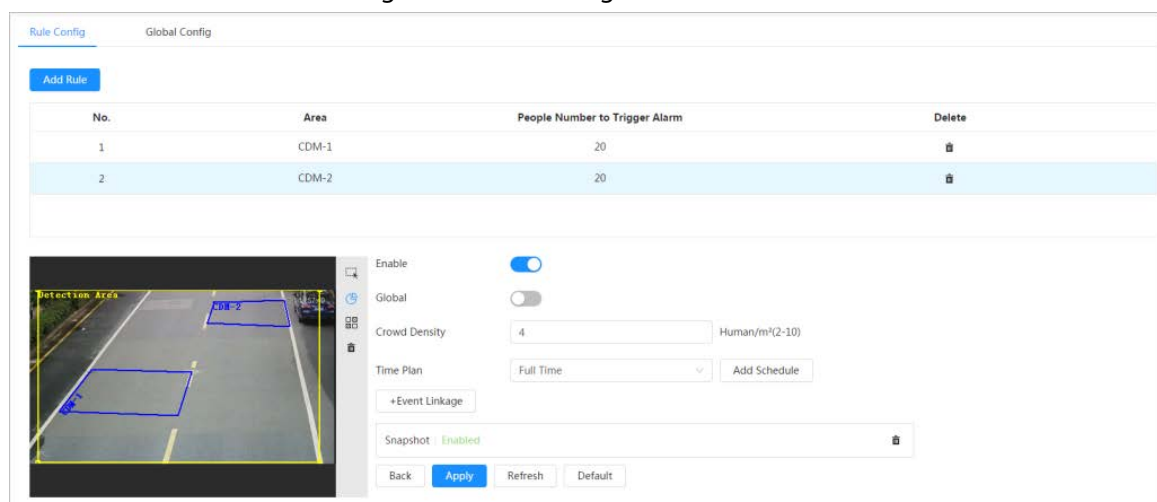 Rule Config Global Config
Add Rule
No. Area People Number to Trigger Alarm Delete
1 CDM-1 20
2 CDM-2 20
Enable
Detection Area
CDM-2
CDM-1
Global
Crowd Density 4 Human/m²(2-10)
Time Plan Full Time Add Schedule
+Event Linkage
Snapshot Enabled
Back Apply Refresh Default